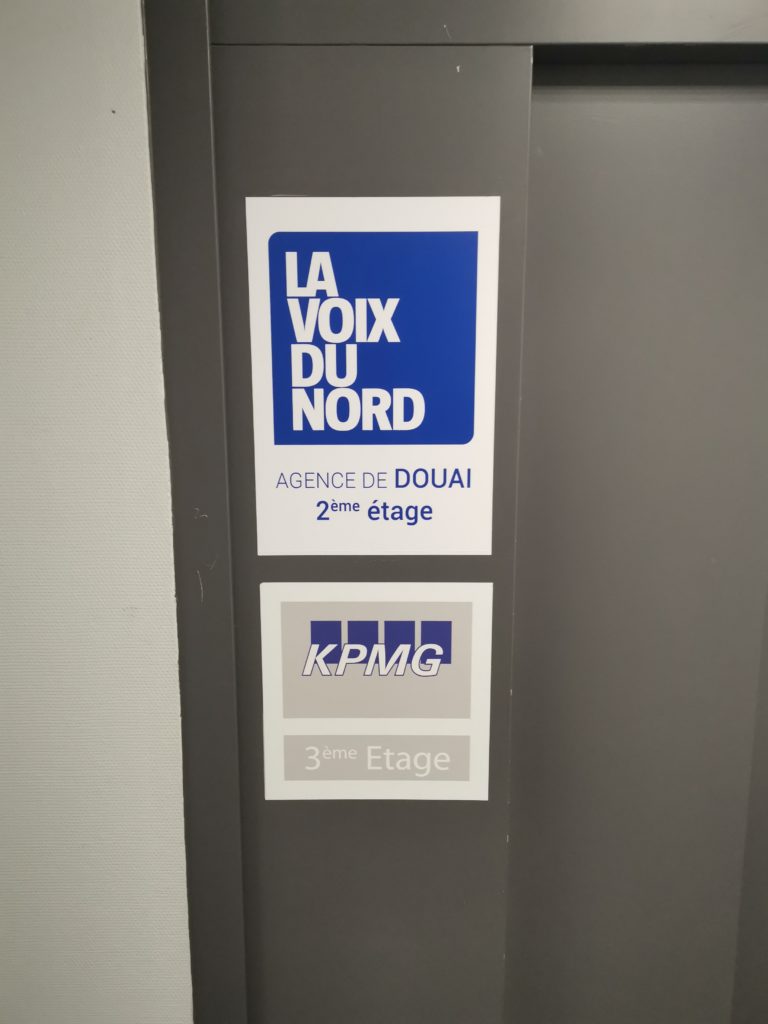 LA
VOIX
DU
NORD
AGENCE DE DOUAI
2ème étage
KPMG
3ème Etage